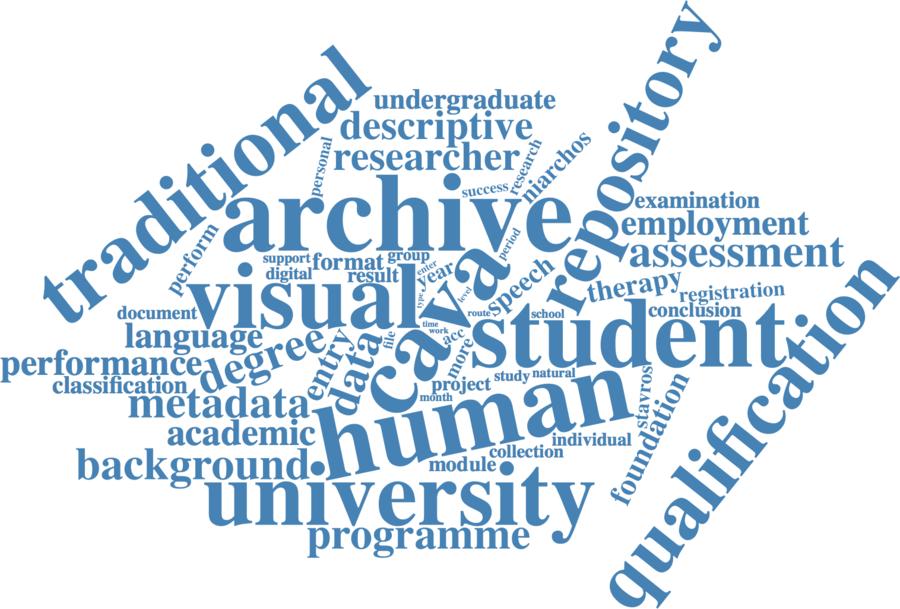 repository
traditional
undergraduate
descriptive
researcher
personal
research
niarchos
success
archive
examination
employment
assessment
perform
period
support
format
group
digital
result
enter
year
speech
therapy
registration
visual
type
level
cava
document
route
school
conclusion
student
language
time
work
file
acc
degree
performance
entry
data
more
classification
project
study
natural
month
metadata
human
stavros
foundation
qualification
academic
individual
collection
module
background
university
programme